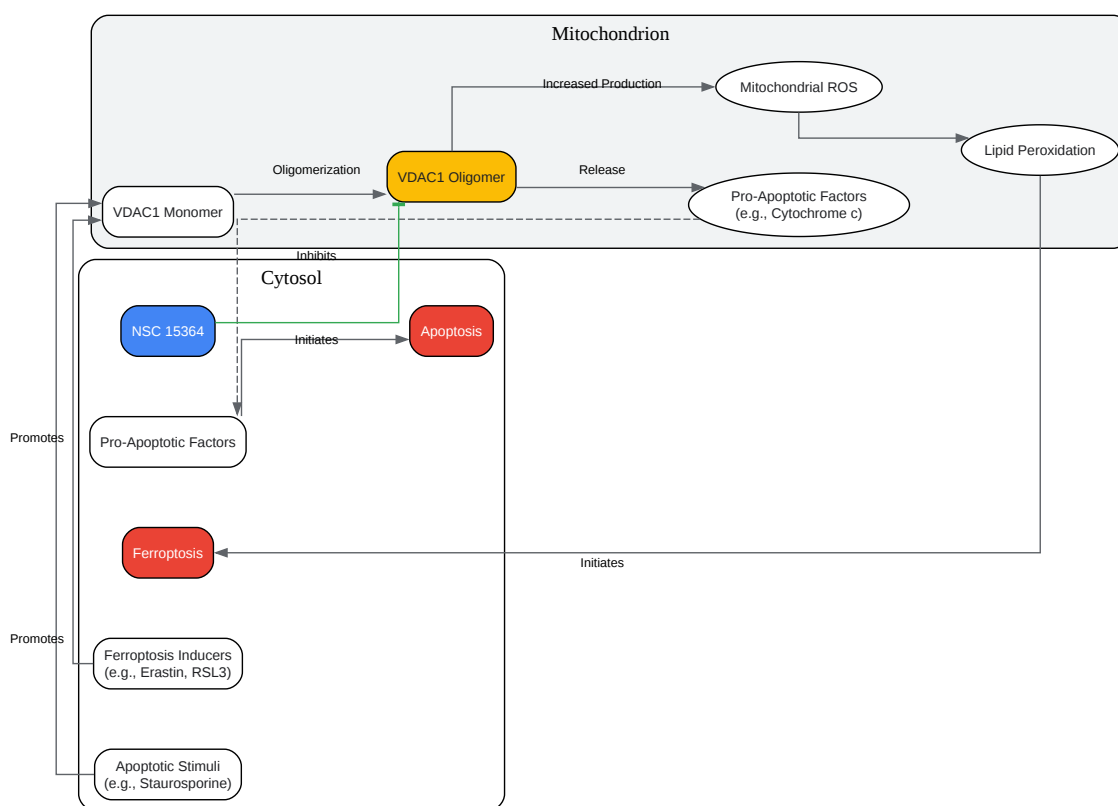 Mitochondrion
Increased Production
Mitochondrial ROS
Lipid Peroxidation
Oligomerization
VDAC1 Oligomer
Release
VDAC1 Monomer
Pro-Apoptotic Factors
(e.g., Cytochrome c)
Inhibits
Cytosol
NSC 15364
Apoptosis
Initiates
Promotes
Pro-Apoptotic Factors
Ferroptosis
Initiates
Promotes
Ferroptosis Inducers
(e.g., Erastin, RSL3)
Apoptotic Stimuli
(e.g., Staurosporine)